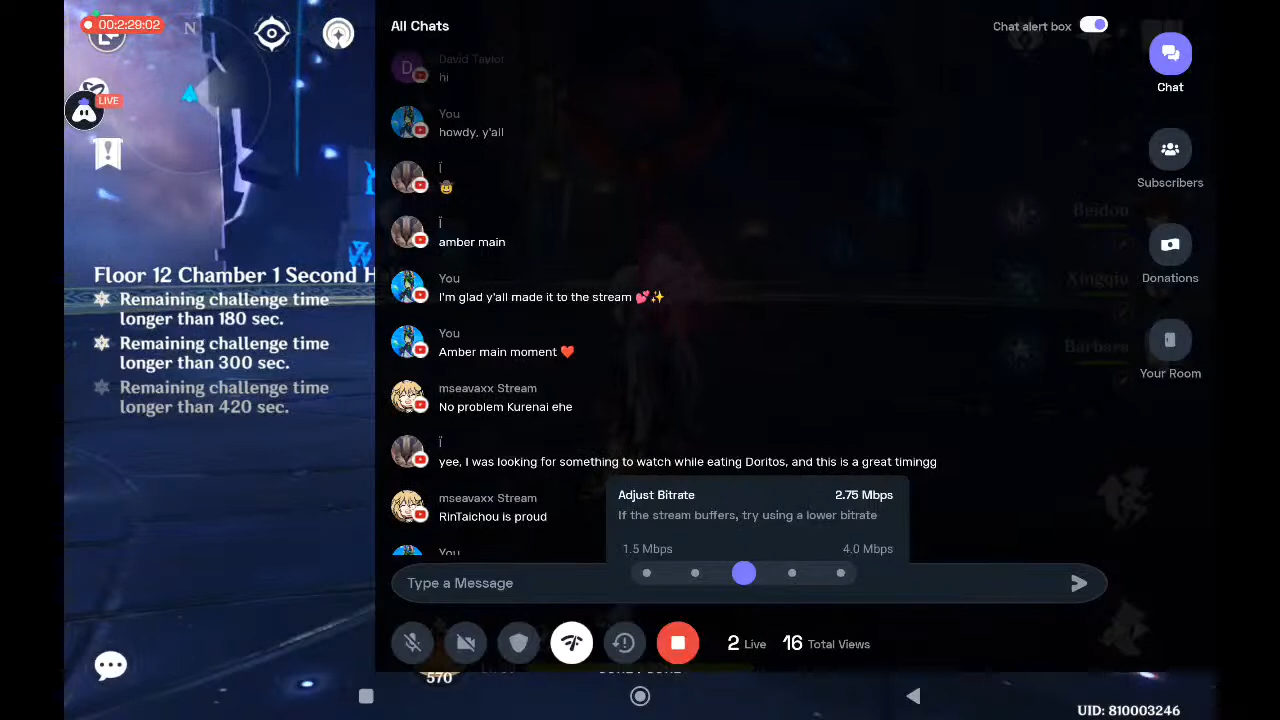 00:2:29:02
N
LIVE
Floor 12 Chamber 1 Second H
Remaining challenge time
longer than 180 sec.
Remaining challenge time
longer than 300 sec.
Remaining challenge time
longer than 420 sec.
All Chats
Chat alert box
D
David Taylor
hi
You
howdy, y'all
Ï
🤠
Ï
amber main
You
I'm glad y'all made it to the stream 💕✨
You
Amber main moment ❤️
mseavaxx Stream
No problem Kurenai ehe
Ï
yee, I was looking for something to watch while eating Doritos, and this is a great timingg
mseavaxx Stream
RinTaichou is proud
You
Adjust Bitrate 2.75 Mbps
If the stream buffers, try using a lower bitrate
1.5 Mbps 4.0 Mbps
Type a Message
2 Live 16 Total Views
Chat
Subscribers
Donations
Your Room
Beidou
Xingqiu
Barbara
570
UID: 810003246